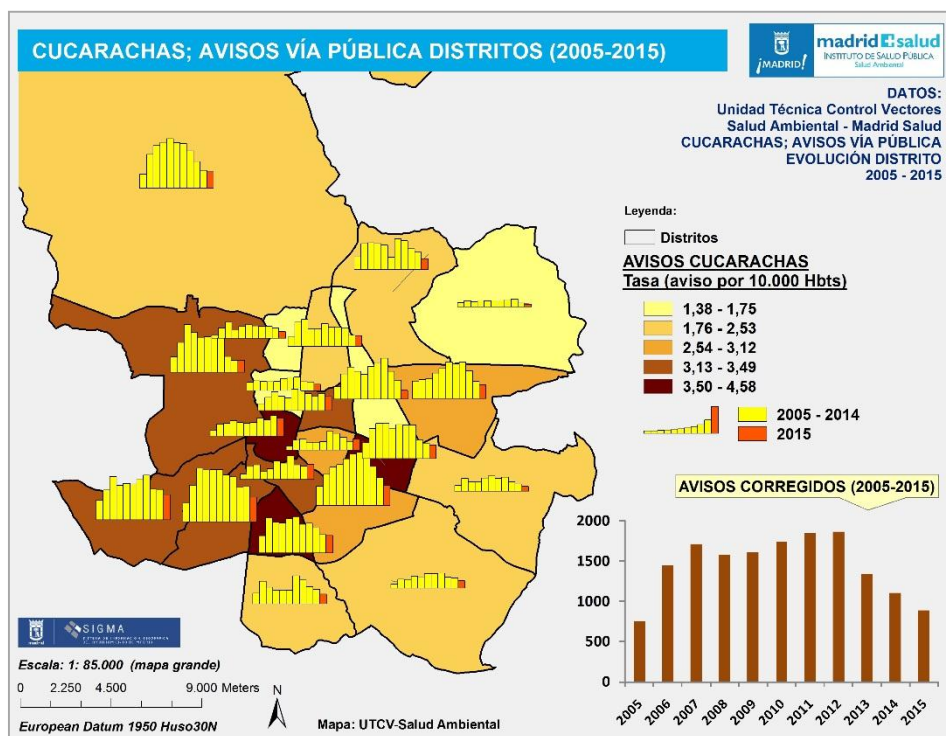 CUCARACHAS; AVISOS VÍA PÚBLICA DISTRITOS (2005-2015)
¡MADRID!
madrid salud
INSTITUTO DE SALUD PÚBLICA
Salud Ambiental
DATOS:
Unidad Técnica Control Vectores
Salud Ambiental - Madrid Salud
CUCARACHAS; AVISOS VÍA PÚBLICA
EVOLUCIÓN DISTRITO
2005 - 2015
Leyenda:
Distritos
AVISOS CUCARACHAS
Tasa (aviso por 10.000 Hbts)
1,38 - 1,75
1,76 - 2,53
2,54 - 3,12
3,13 - 3,49
3,50 - 4,58
2005 - 2014
2015
AVISOS CORREGIDOS (2005-2015)
2000
1500
1000
500
0
2005 2006 2007 2008 2009 2010 2011 2012 2013 2014 2015
SIGMA
Escala: 1: 85.000 (mapa grande)
0 2.250 4.500 9.000 Meters
N
European Datum 1950 Huso30N
Mapa: UTCV-Salud Ambiental